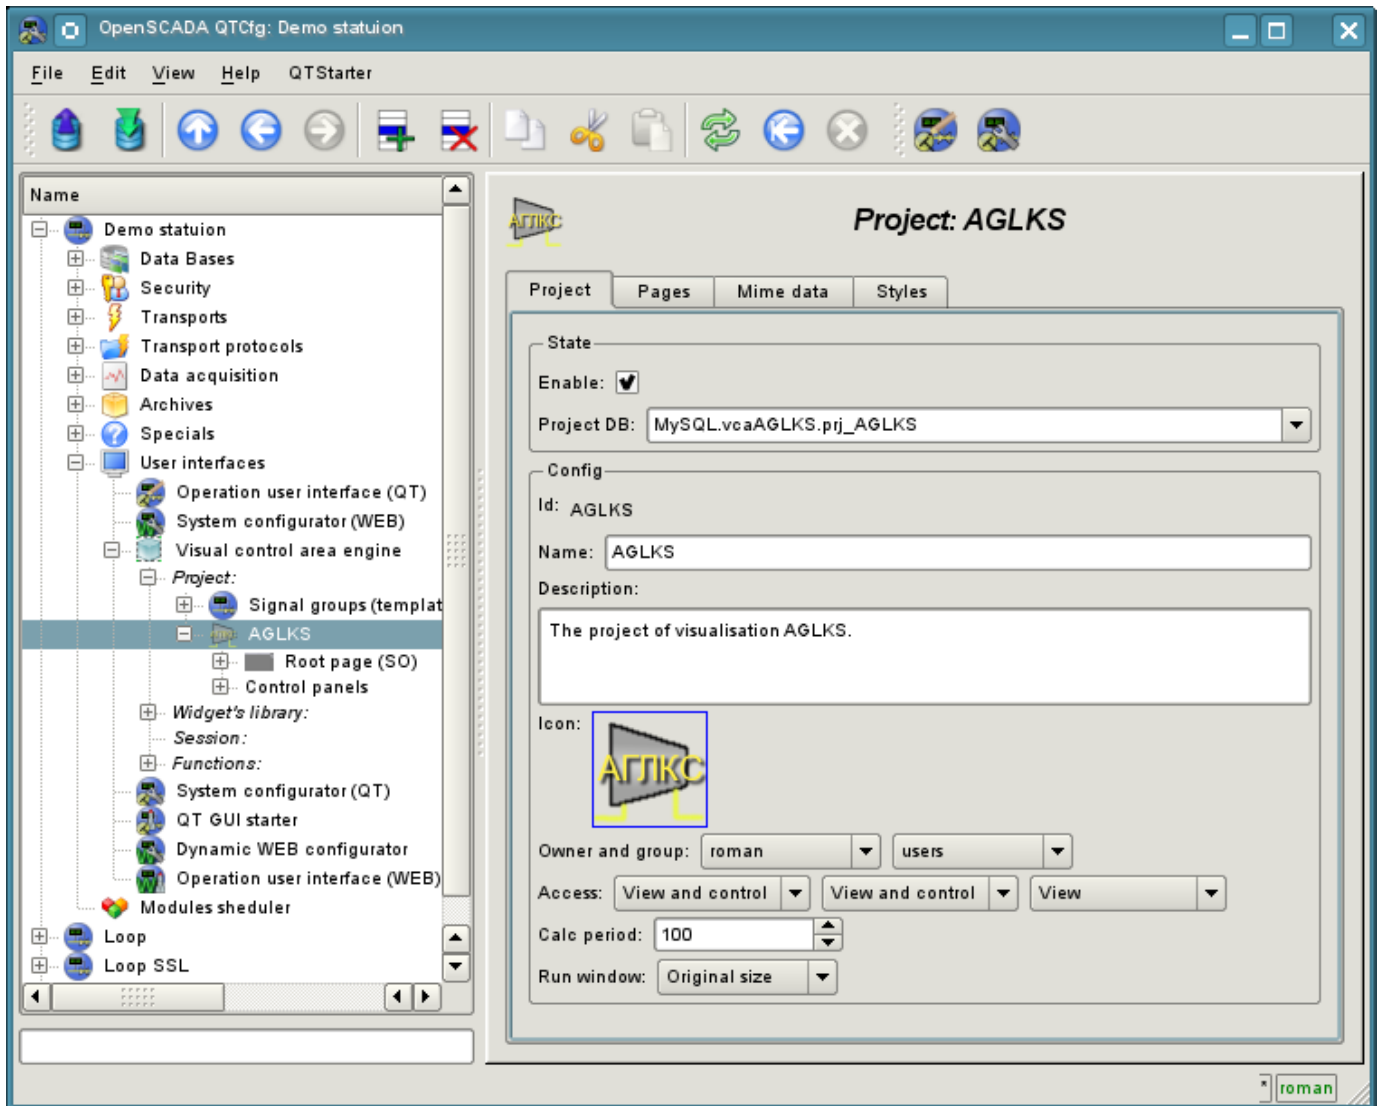 OpenSCADA QTCfg: Demo statuion
File Edit View Help QTStarter
Name
Demo statuion
Data Bases
Security
Transports
Transport protocols
Data acquisition
Archives
Specials
User interfaces
Operation user interface (QT)
System configurator (WEB)
Visual control area engine
Project:
Signal groups (templat
AGLKS
Root page (SO)
Control panels
Widget's library:
Session:
Functions:
System configurator (QT)
QT GUI starter
Dynamic WEB configurator
Operation user interface (WEB)
Modules sheduler
Loop
Loop SSL
АГЛКС
Project: AGLKS
Project Pages Mime data Styles
State
Enable:
Project DB: MySQL.vcaAGLKS.prj_AGLKS
Config
Id: AGLKS
Name: AGLKS
Description:
The project of visualisation AGLKS.
Icon:
АГЛКС
Owner and group: roman users
Access: View and control View and control View
Calc period: 100
Run window: Original size
* roman